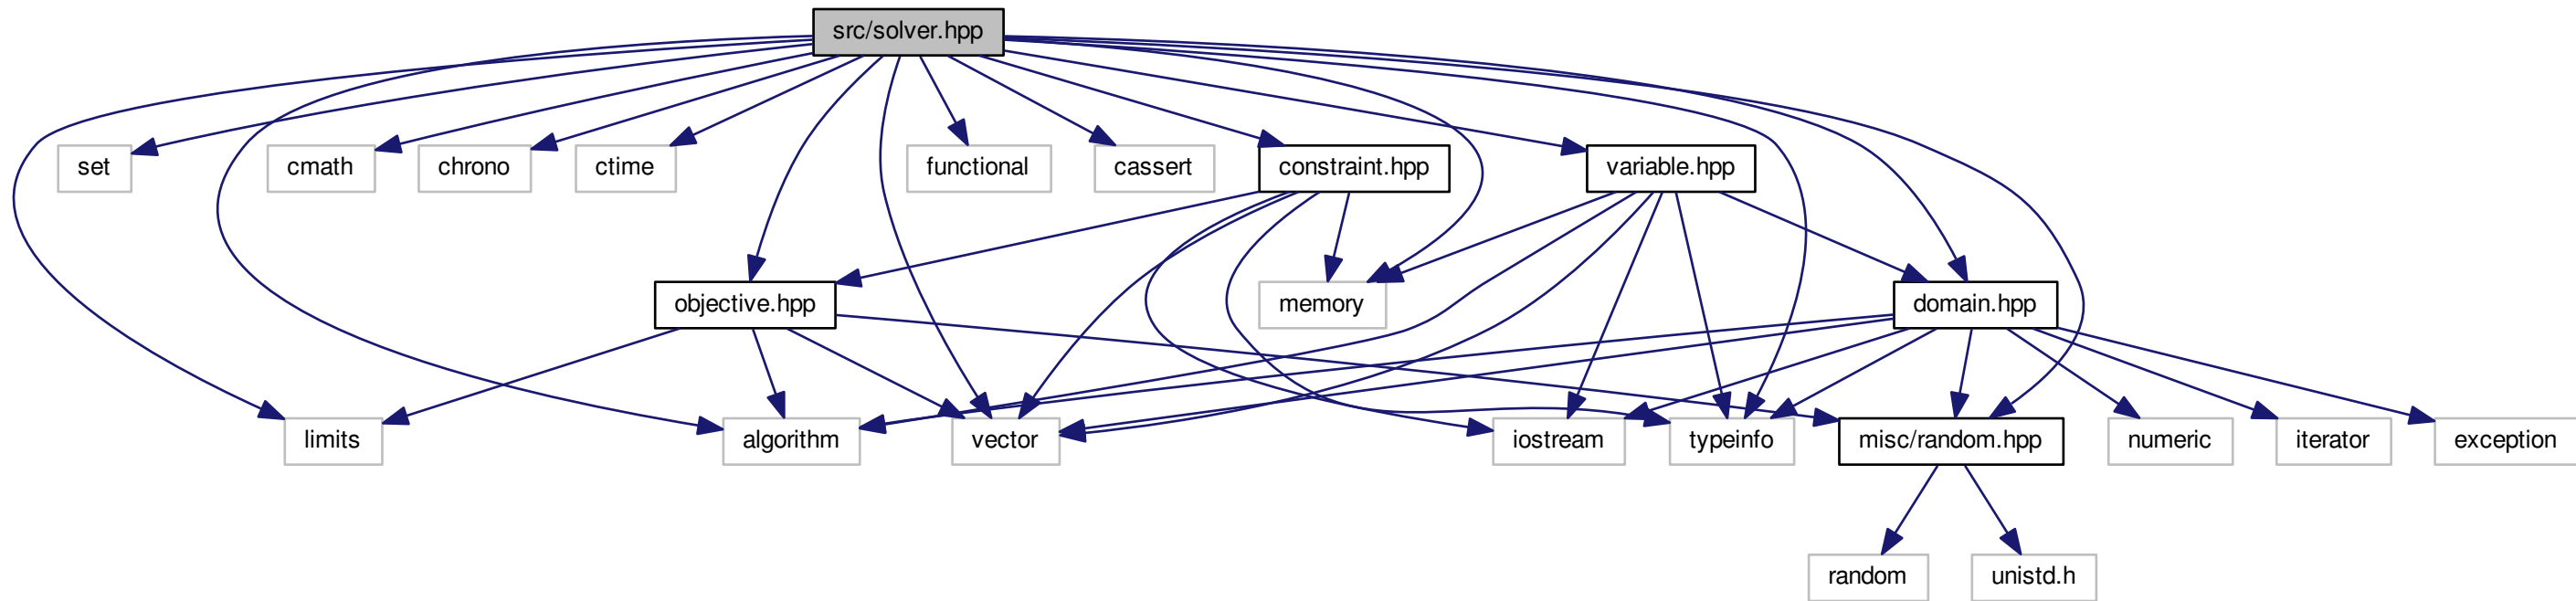 src/solver.hpp
set
cmath
chrono
ctime
functional
cassert
constraint.hpp
variable.hpp
objective.hpp
memory
domain.hpp
limits
algorithm
vector
iostream
typeinfo
misc/random.hpp
numeric
iterator
exception
random
unistd.h